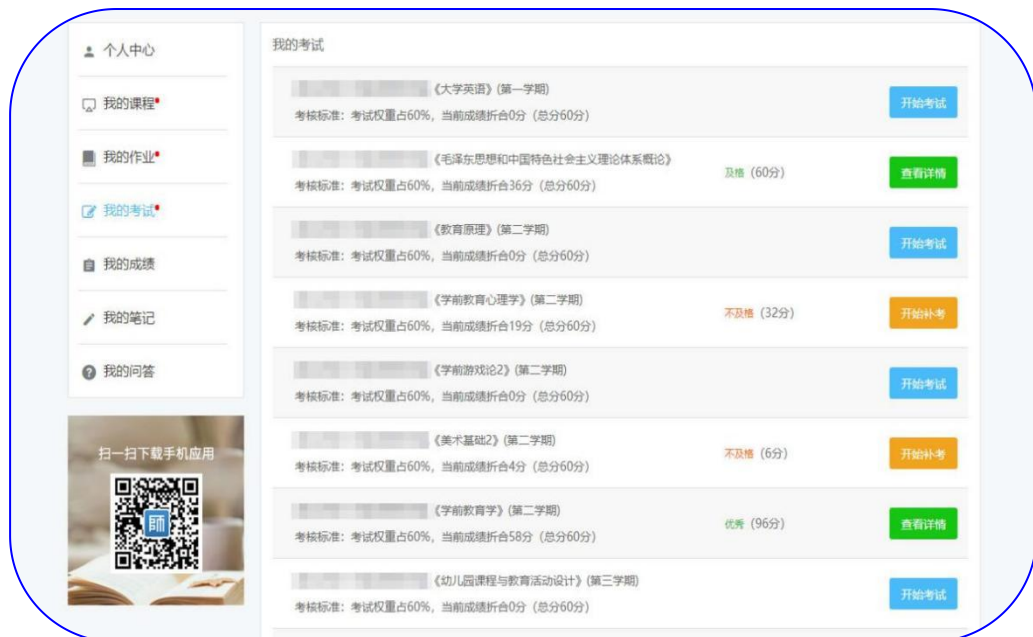 个人中心
我的课程
我的作业
我的考试
我的成绩
我的笔记
我的问答
扫一扫下载手机应用
師
我的考试
《大学英语》(第一学期)
考核标准：考试权重占60%，当前成绩折合0分（总分60分）
开始考试
《毛泽东思想和中国特色社会主义理论体系概论》
考核标准：考试权重占60%，当前成绩折合36分（总分60分）
及格（60分）
查看详情
《教育原理》(第二学期)
考核标准：考试权重占60%，当前成绩折合0分（总分60分）
开始考试
《学前教育心理学》(第二学期)
考核标准：考试权重占60%，当前成绩折合19分（总分60分）
不及格（32分）
开始补考
《学前游戏论2》(第二学期)
考核标准：考试权重占60%，当前成绩折合0分（总分60分）
开始考试
《美术基础2》(第二学期)
考核标准：考试权重占60%，当前成绩折合4分（总分60分）
不及格（6分）
开始补考
《学前教育学》(第二学期)
考核标准：考试权重占60%，当前成绩折合58分（总分60分）
优秀（96分）
查看详情
《幼儿园课程与教育活动设计》(第三学期)
考核标准：考试权重占60%，当前成绩折合0分（总分60分）
开始考试